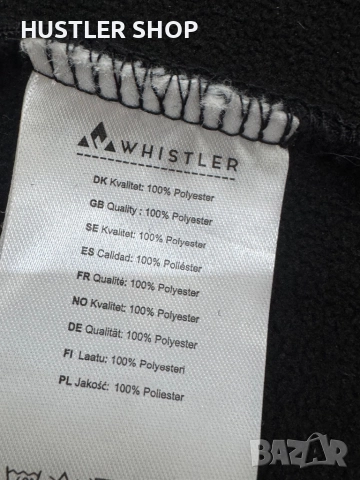 HUSTLER SHOP
WHISTLER
DK Kvalitet: 100% Polyester
GB Quality : 100% Polyester
SE Kvalitet: 100% Polyester
ES Calidad: 100% Poliéster
FR Qualité: 100% Polyester
NO Kvalitet: 100% Polyester
DE Qualität: 100% Polyester
FI Laatu: 100% Polyesteri
PL Jakość: 100% Poliester
bazar